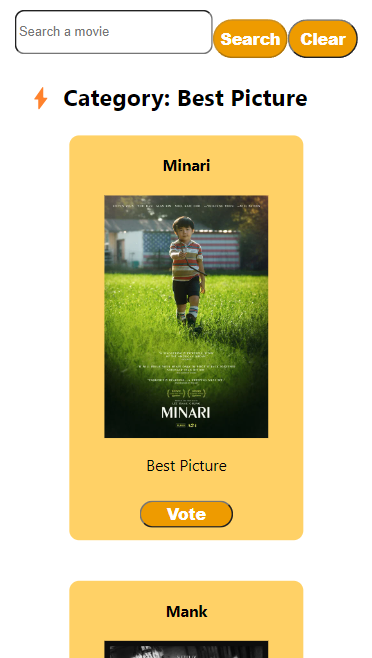 Search a movie
Search
Clear
Category: Best Picture
Minari
MINARI
Best Picture
Vote
Mank